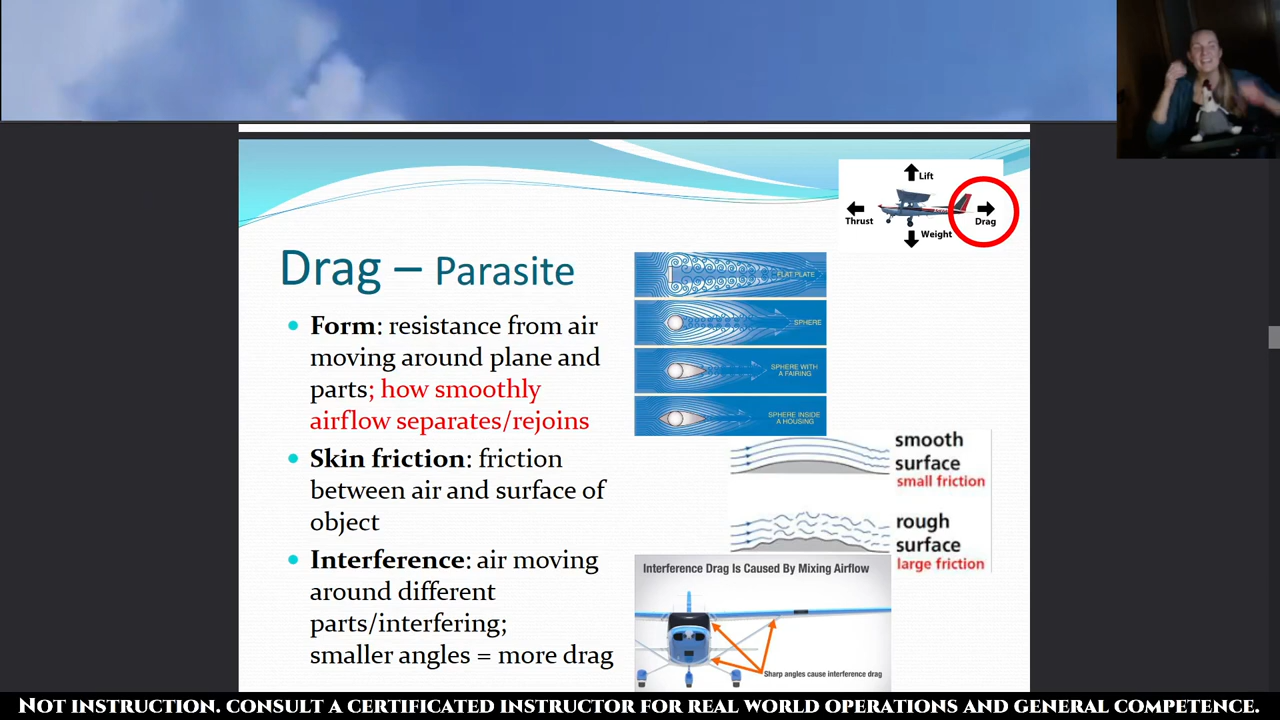 Lift
Thrust
Drag
Weight
Drag – Parasite
• Form: resistance from air
moving around plane and
parts; how smoothly
airflow separates/rejoins
• Skin friction: friction
between air and surface of
object
• Interference: air moving
around different
parts/interfering;
smaller angles = more drag
FLAT PLATE
SPHERE
SPHERE WITH
A FAIRING
SPHERE INSIDE
A HOUSING
smooth
surface
small friction
rough
surface
large friction
Interference Drag Is Caused By Mixing Airflow
Sharp angles cause interference drag
Not instruction. consult a certificated instructor for real world operations and general competence.